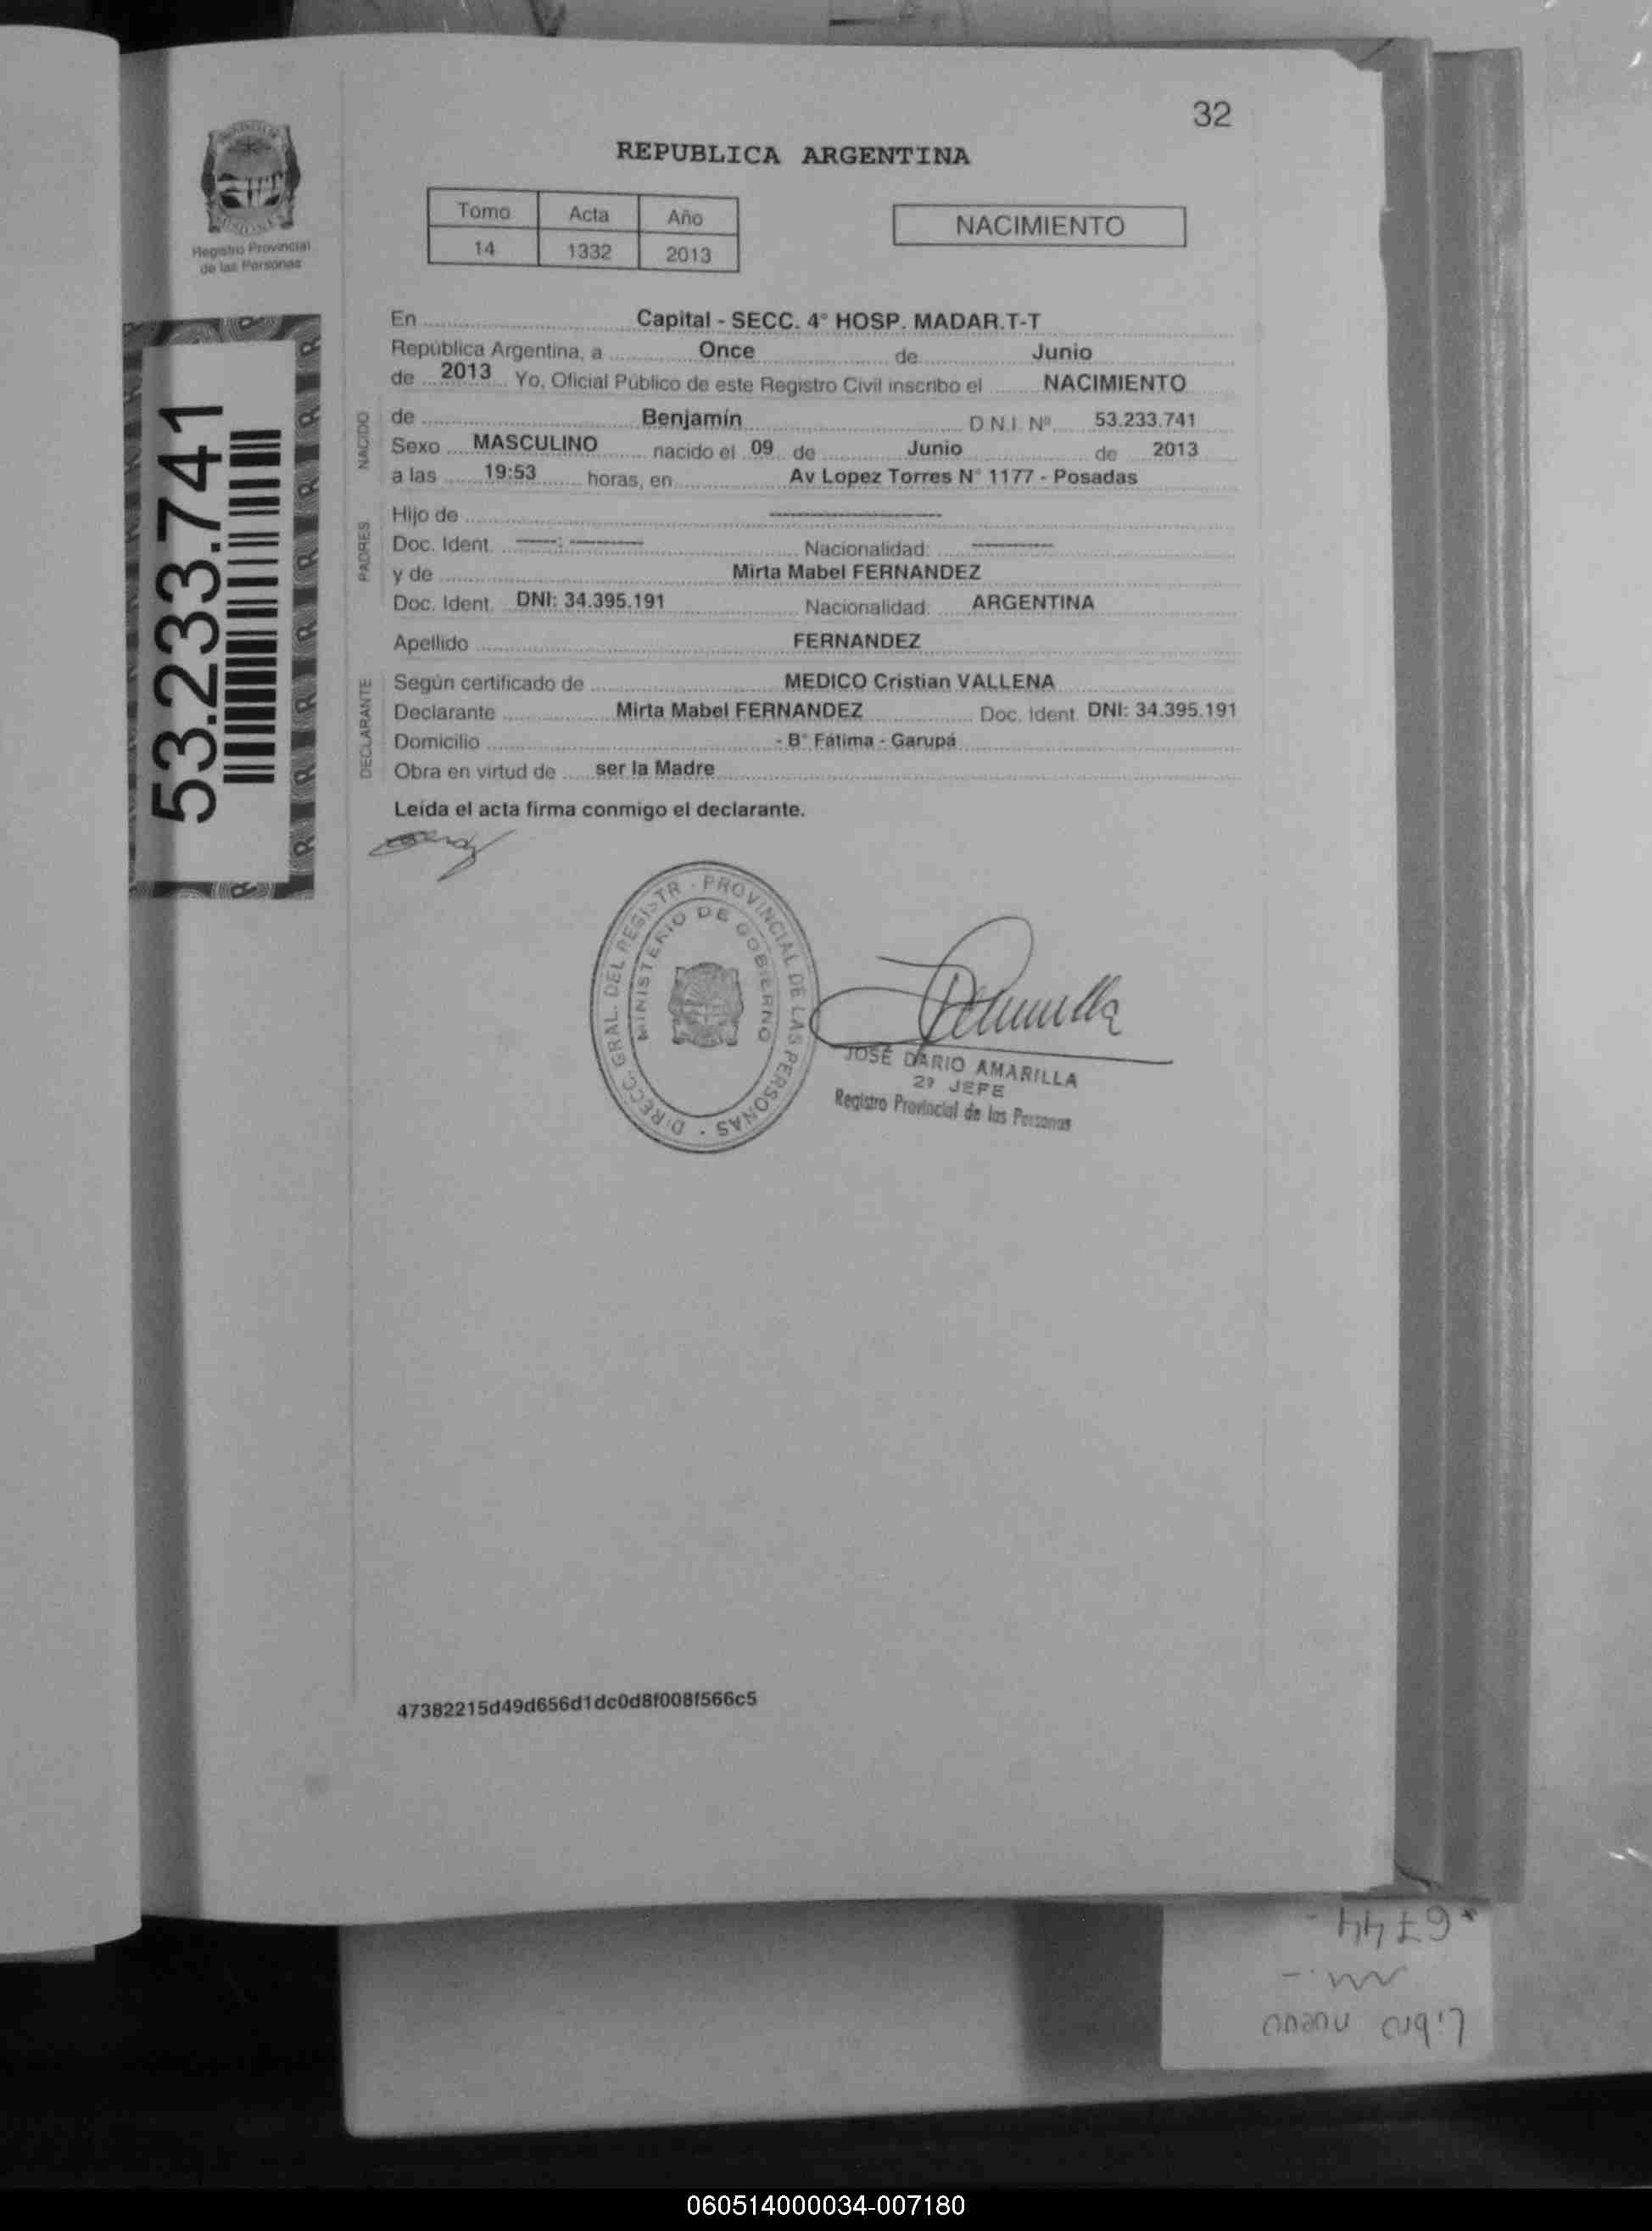 32
REPUBLICA ARGENTINA
Registro Provincial
de las Personas
Tomo Acta Año
14 1332 2013
NACIMIENTO
53.233.741
En Capital - SECC. 4° HOSP. MADAR.T-T
República Argentina, a Once de Junio
de 2013 Yo, Oficial Público de este Registro Civil inscribo el NACIMIENTO
NACIDO
de Benjamín D N I Nº 53.233.741
Sexo MASCULINO nacido el 09 de Junio de 2013
a las 19:53 horas, en Av Lopez Torres N° 1177 - Posadas
PADRES
Hijo de ----------
Doc. Ident. ----: -------- Nacionalidad: --------
y de Mirta Mabel FERNANDEZ
Doc. Ident. DNI: 34.395.191 Nacionalidad: ARGENTINA
Apellido FERNANDEZ
DECLARANTE
Según certificado de MEDICO Cristian VALLENA
Declarante Mirta Mabel FERNANDEZ Doc. Ident. DNI: 34.395.191
Domicilio - B° Fátima - Garupá
Obra en virtud de ser la Madre
Leída el acta firma conmigo el declarante.
DIRECC. GRAL. DEL REGISTR - PROVINCIAL DE LAS PERSONAS -
MINISTERIO DE GOBIERNO
JOSÉ DARIO AMARILLA
2º JEFE
Registro Provincial de las Personas
47382215d49d656d1dc0d8f008f566c5
Libro nuevo
060514000034-007180